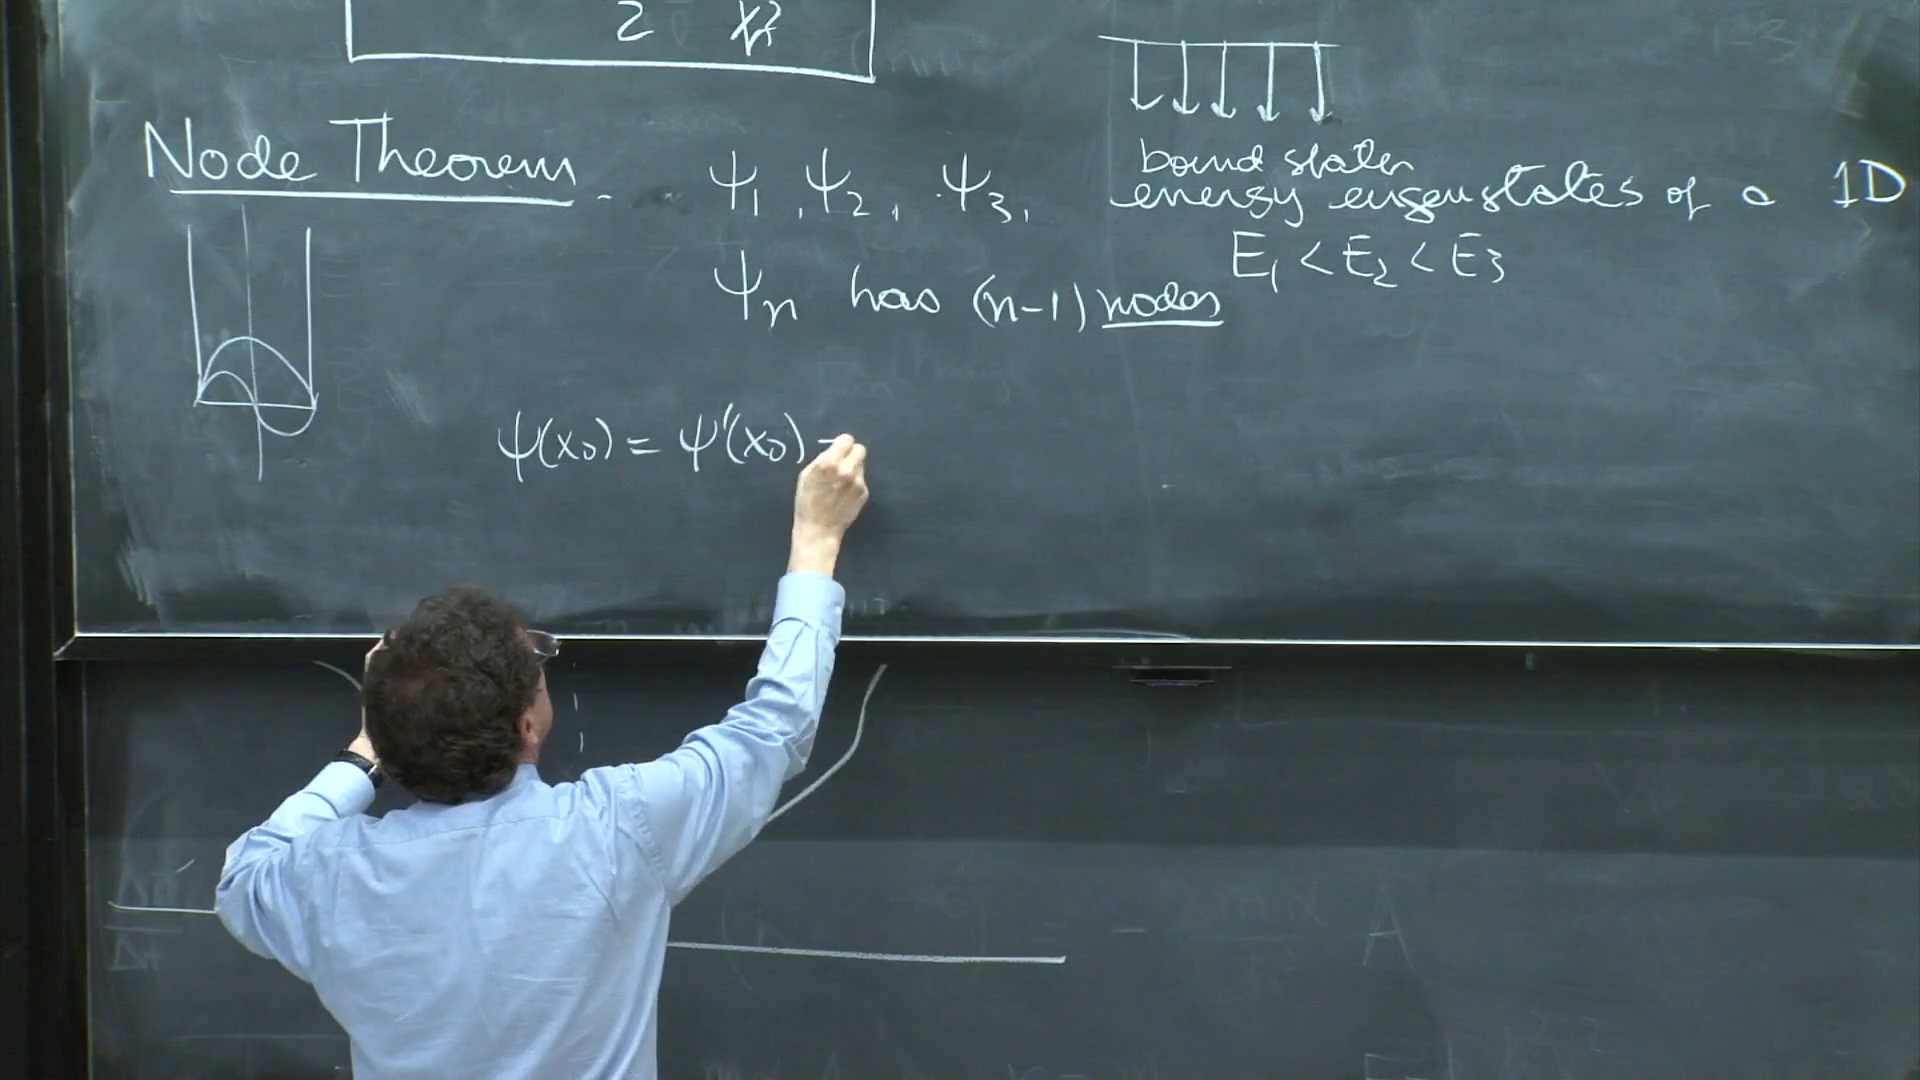 2
Node Theorem - ψ₁, ψ₂, ψ₃,
bound states
energy eigenstates of a 1D
E₁ < E₂ < E₃
ψₙ has (n-1) nodes
ψ(x₀) = ψ'(x₀) =
A